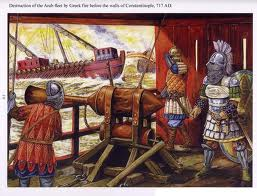 Destruction of the Arab fleet by Greek fire before the walls of Constantinople, 717 AD.